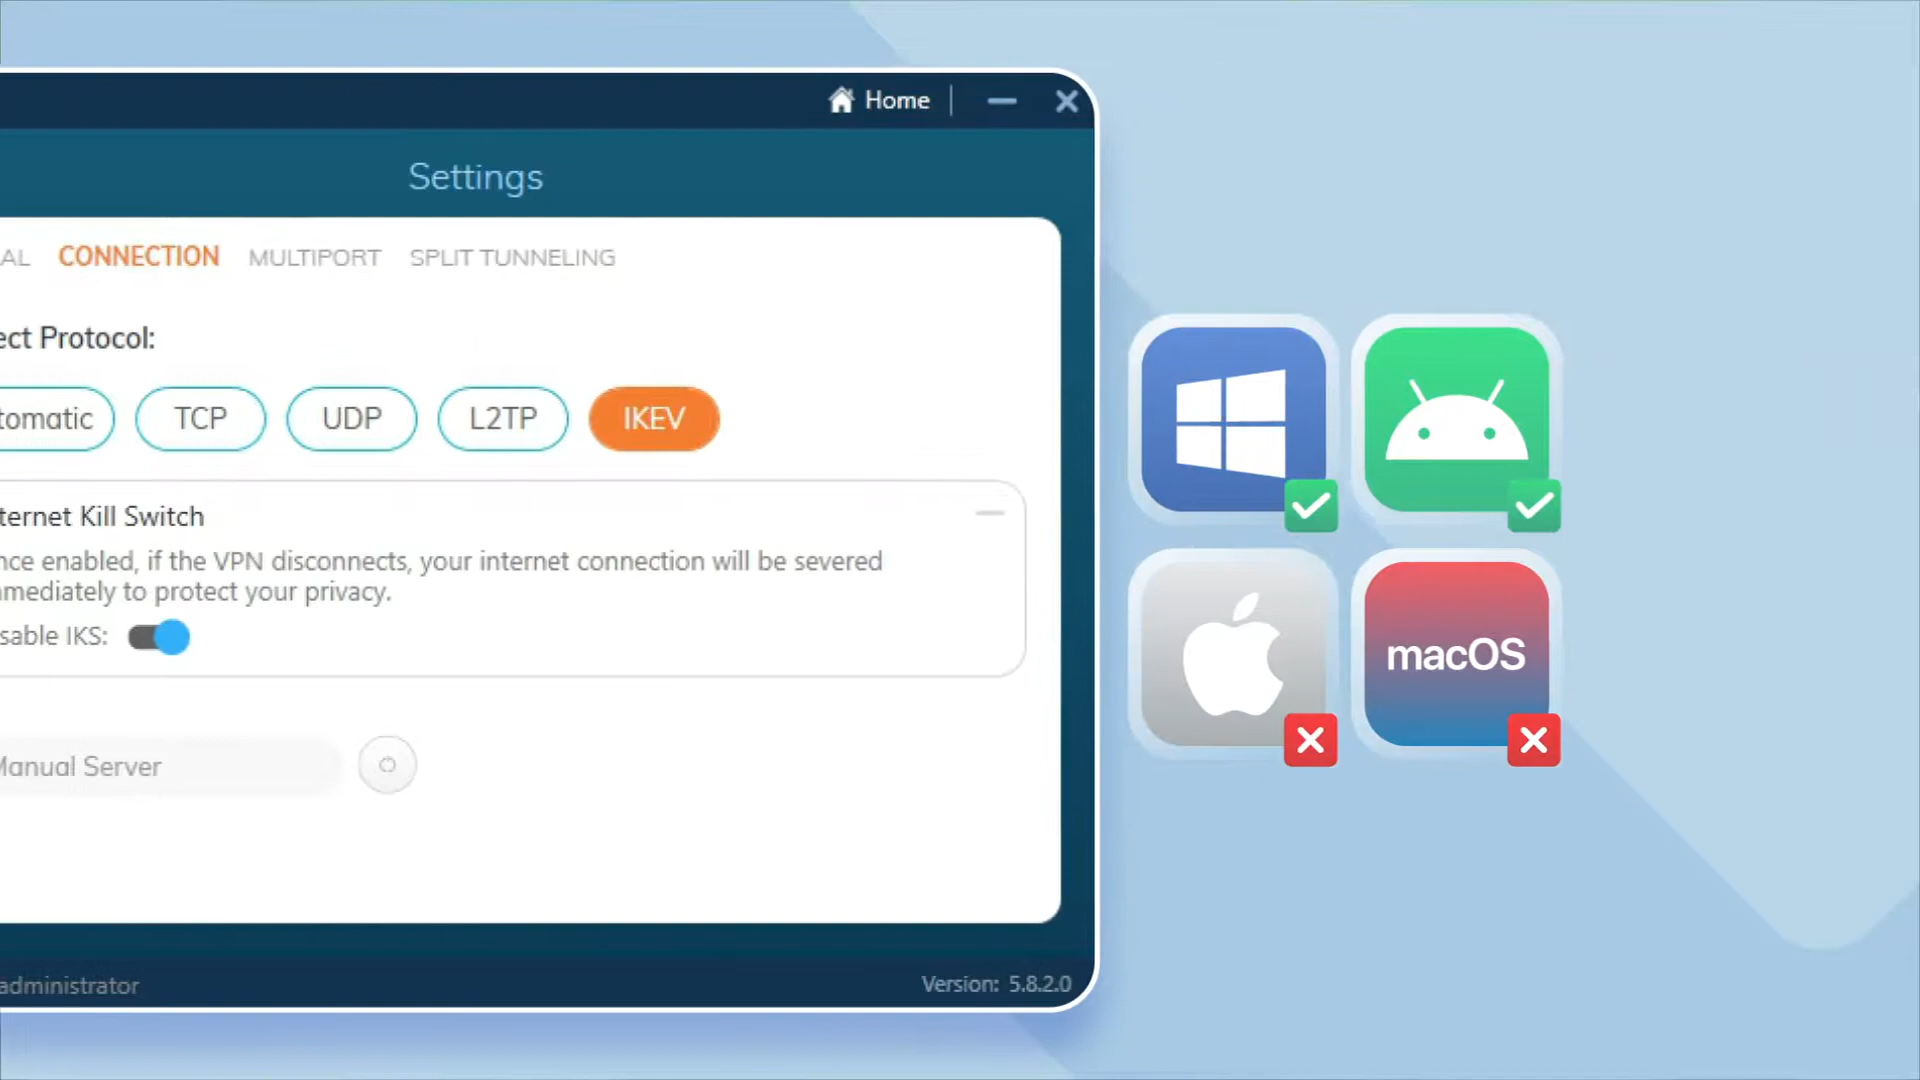 Home
Settings
AL CONNECTION MULTIPORT SPLIT TUNNELING
ect Protocol:
tomatic TCP UDP L2TP IKEV
ternet Kill Switch
nce enabled, if the VPN disconnects, your internet connection will be severed
mmediately to protect your privacy.
sable IKS:
Manual Server
administrator
Version: 5.8.2.0
macOS